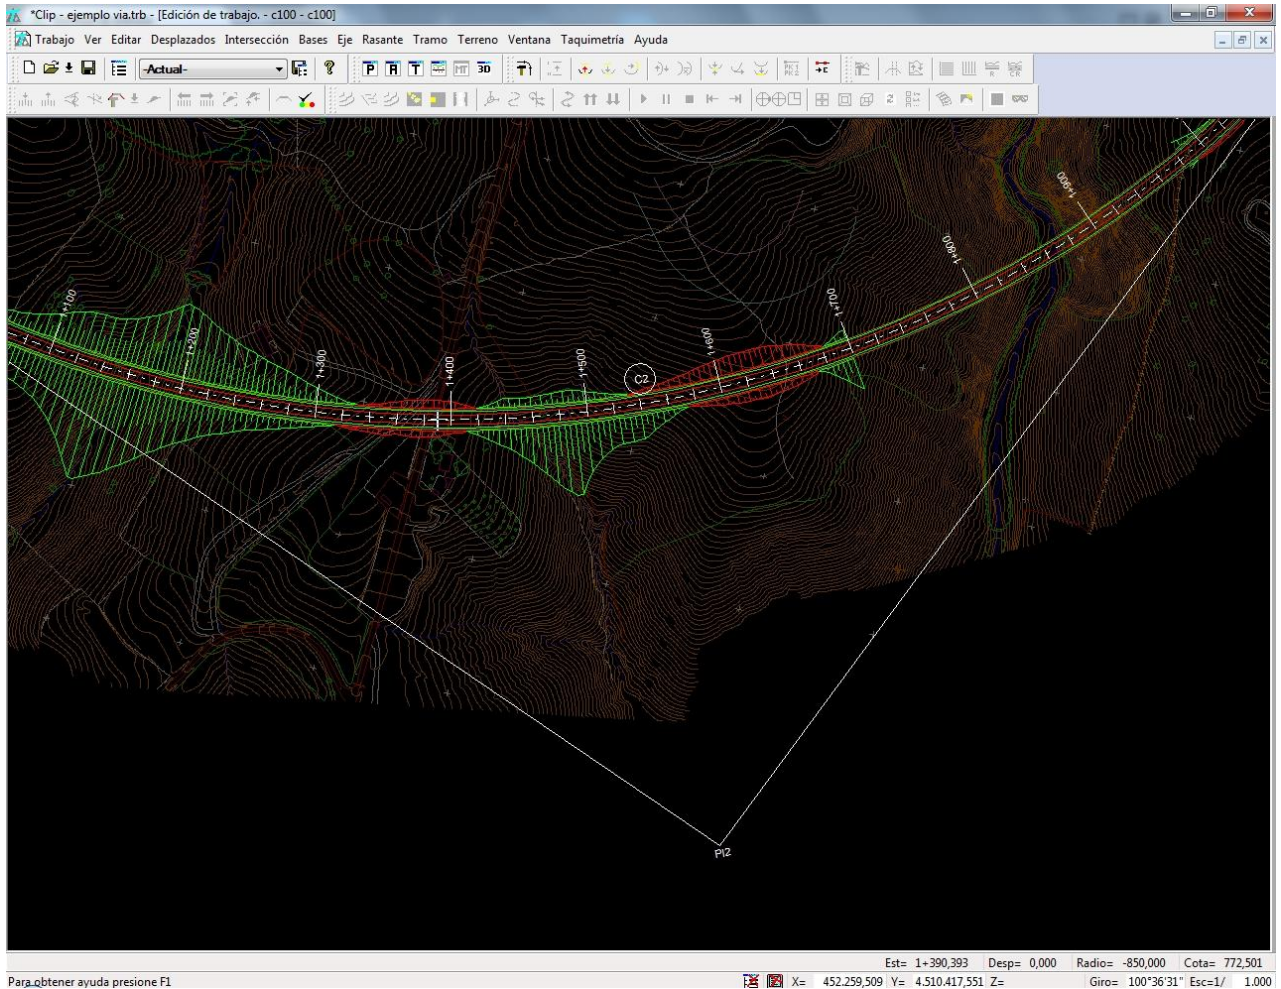 *Clip - ejemplo via.trb - [Edición de trabajo. - c100 - c100]
Trabajo Ver Editar Desplazados Intersección Bases Eje Rasante Tramo Terreno Ventana Taquimetría Ayuda
-Actual-
P A T MT 3D
1+100
1+200
1+300
1+400
1+500
C2
1+600
1+700
1+800
1+900
PI2
Est= 1+390,393 Desp= 0,000 Radio= -850,000 Cota= 772,501
Para obtener ayuda presione F1 X= 452.259,509 Y= 4.510.417,551 Z= Giro= 100°36'31" Esc=1/ 1.000